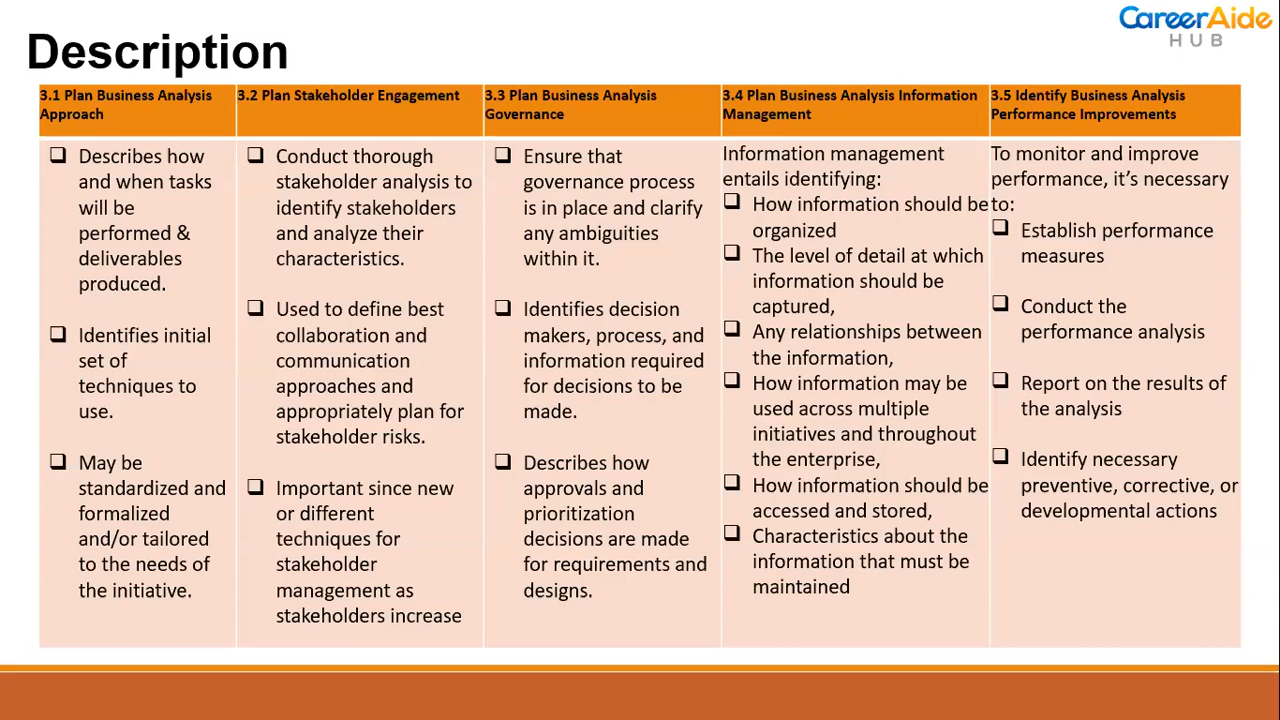 CareerAide
HUB
Description
3.1 Plan Business Analysis
Approach
❑ Describes how
and when tasks
will be
performed &
deliverables
produced.
❑ Identifies initial
set of
techniques to
use.
❑ May be
standardized and
formalized
and/or tailored
to the needs of
the initiative.
3.2 Plan Stakeholder Engagement
❑ Conduct thorough
stakeholder analysis to
identify stakeholders
and analyze their
characteristics.
❑ Used to define best
collaboration and
communication
approaches and
appropriately plan for
stakeholder risks.
❑ Important since new
or different
techniques for
stakeholder
management as
stakeholders increase
3.3 Plan Business Analysis
Governance
❑ Ensure that
governance process
is in place and clarify
any ambiguities
within it.
❑ Identifies decision
makers, process, and
information required
for decisions to be
made.
❑ Describes how
approvals and
prioritization
decisions are made
for requirements and
designs.
3.4 Plan Business Analysis Information
Management
Information management
entails identifying:
❑ How information should be
organized
❑ The level of detail at which
information should be
captured,
❑ Any relationships between
the information,
❑ How information may be
used across multiple
initiatives and throughout
the enterprise,
❑ How information should be
accessed and stored,
❑ Characteristics about the
information that must be
maintained
3.5 Identify Business Analysis
Performance Improvements
To monitor and improve
performance, it’s necessary
to:
❑ Establish performance
measures
❑ Conduct the
performance analysis
❑ Report on the results of
the analysis
❑ Identify necessary
preventive, corrective, or
developmental actions